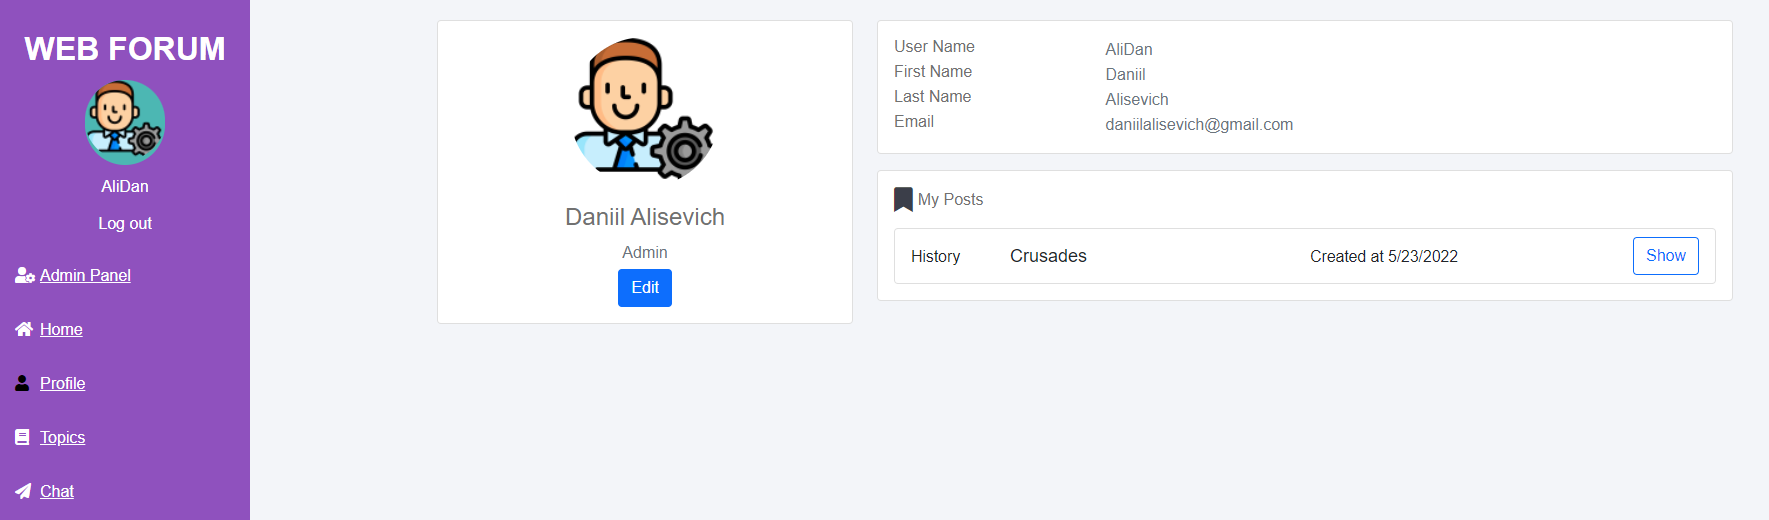 WEB FORUM
AliDan
Log out
Admin Panel
Home
Profile
Topics
Chat
Daniil Alisevich
Admin
Edit
User Name AliDan
First Name Daniil
Last Name Alisevich
Email daniilalisevich@gmail.com
My Posts
History Crusades Created at 5/23/2022 Show